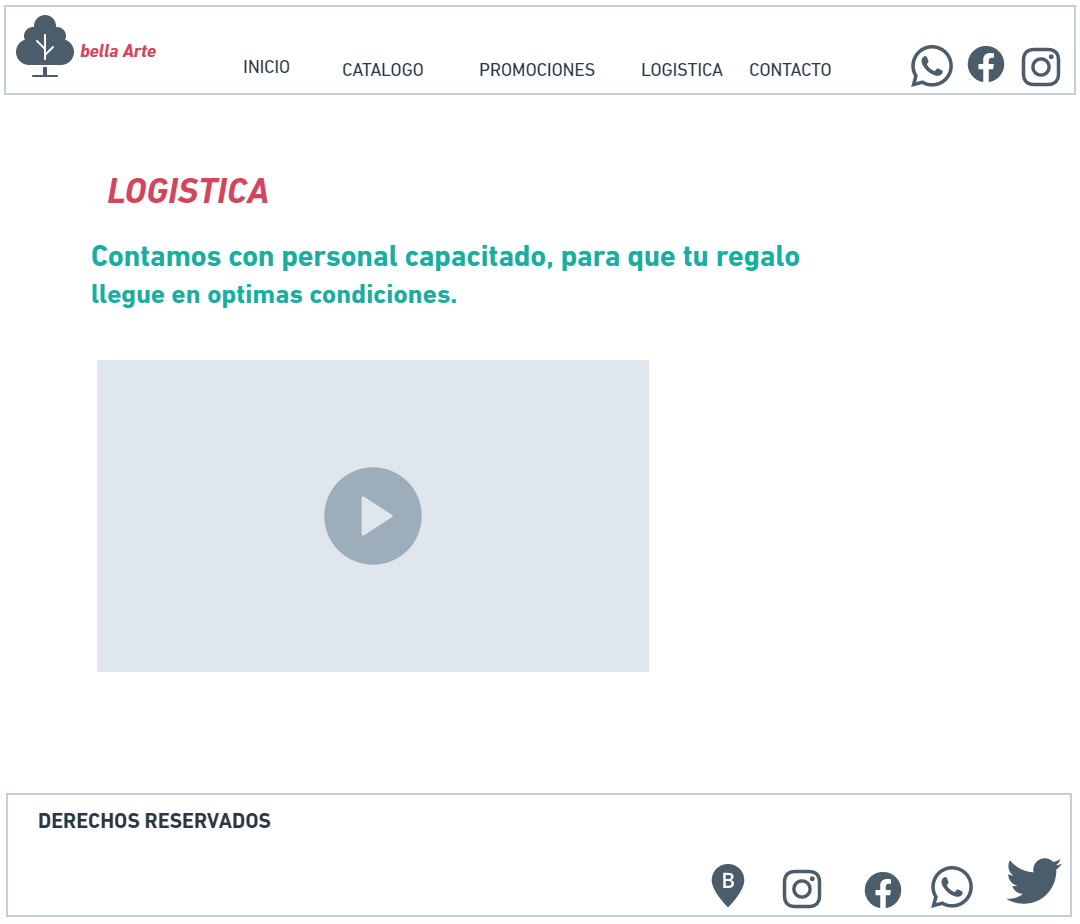 bella Arte
INICIO CATALOGO PROMOCIONES LOGISTICA CONTACTO
LOGISTICA
Contamos con personal capacitado, para que tu regalo
llegue en optimas condiciones.
DERECHOS RESERVADOS
B